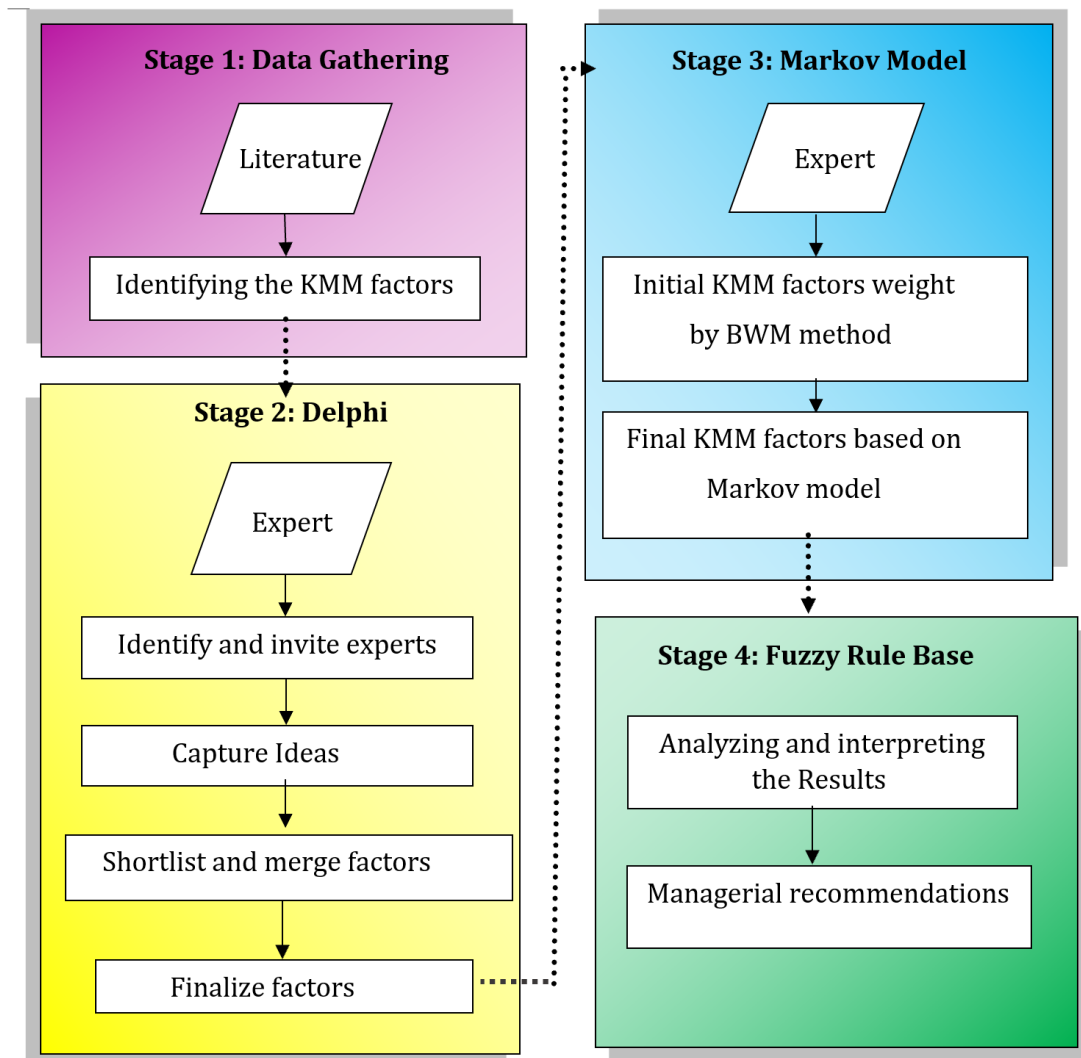 Stage 1: Data Gathering
Literature
Identifying the KMM factors
Stage 2: Delphi
Expert
Identify and invite experts
Capture Ideas
Shortlist and merge factors
Finalize factors
Stage 3: Markov Model
Expert
Initial KMM factors weight
by BWM method
Final KMM factors based on
Markov model
Stage 4: Fuzzy Rule Base
Analyzing and interpreting
the Results
Managerial recommendations